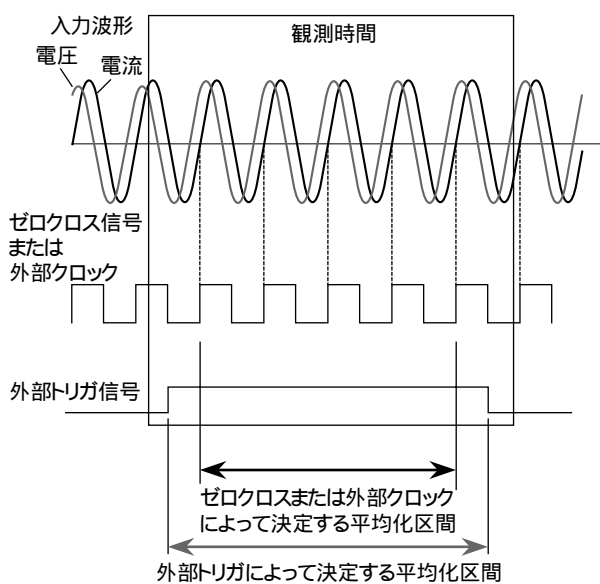 入力波形
観測時間
電圧
電流
ゼロクロス信号
または
外部クロック
外部トリガ信号
ゼロクロスまたは外部クロック
によって決定する平均化区間
外部トリガによって決定する平均化区間